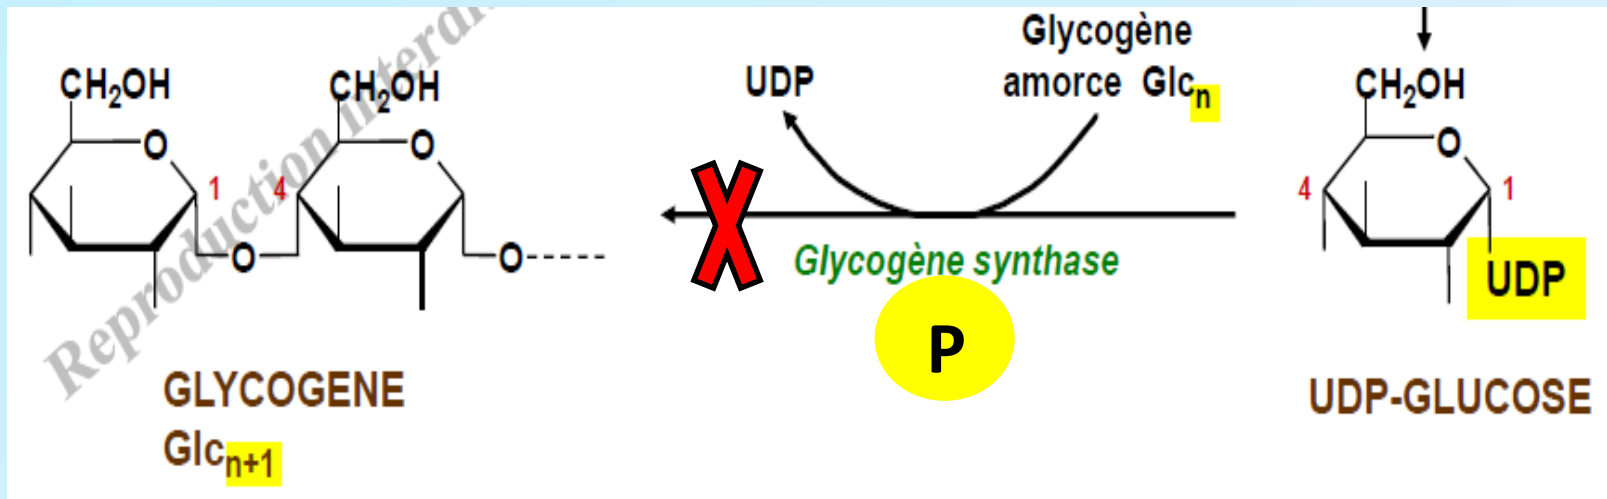 Glycogène
amorce Glcn
UDP
CH2OH
CH2OH
CH2OH
O
O
O
1
4
4
1
O
O
Glycogène synthase
UDP
P
GLYCOGENE
Glcn+1
UDP-GLUCOSE
Reproduction interd